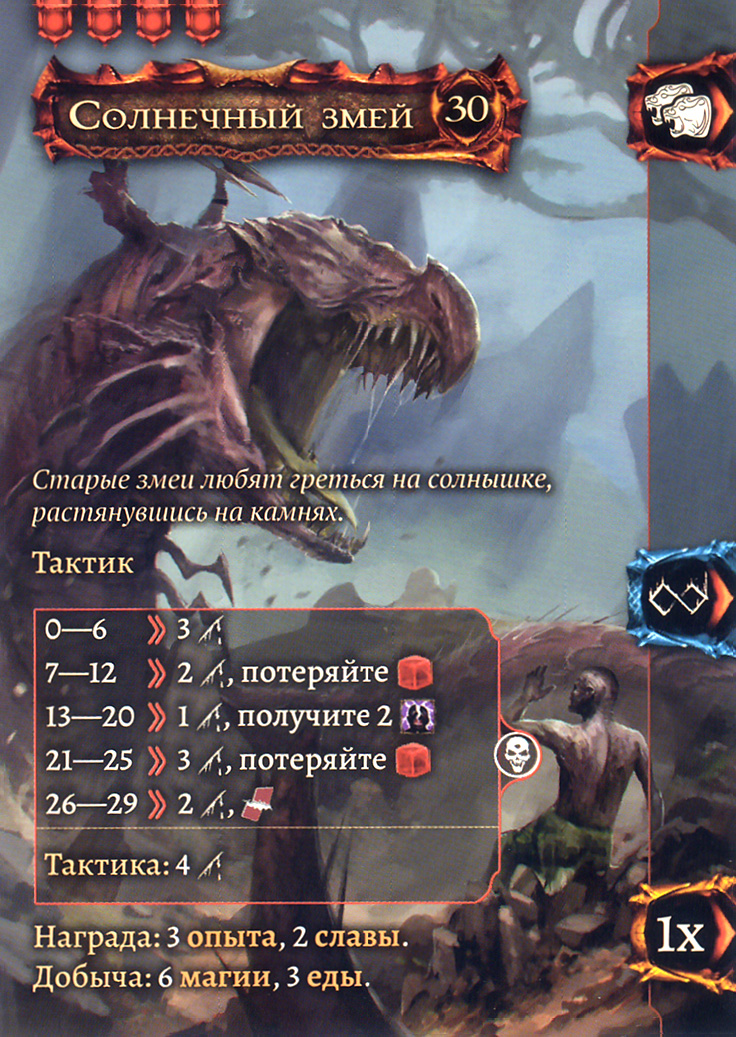 Солнечный змей 30
Старые змеи любят греться на солнышке,
растянувшись на камнях.
Тактик
0—6 3
7—12 2 , потеряйте
13—20 1 , получите 2
21—25 3 , потеряйте
26—29 2 ,
Тактика: 4
1x
Награда: 3 опыта, 2 славы.
Добыча: 6 магии, 3 еды.